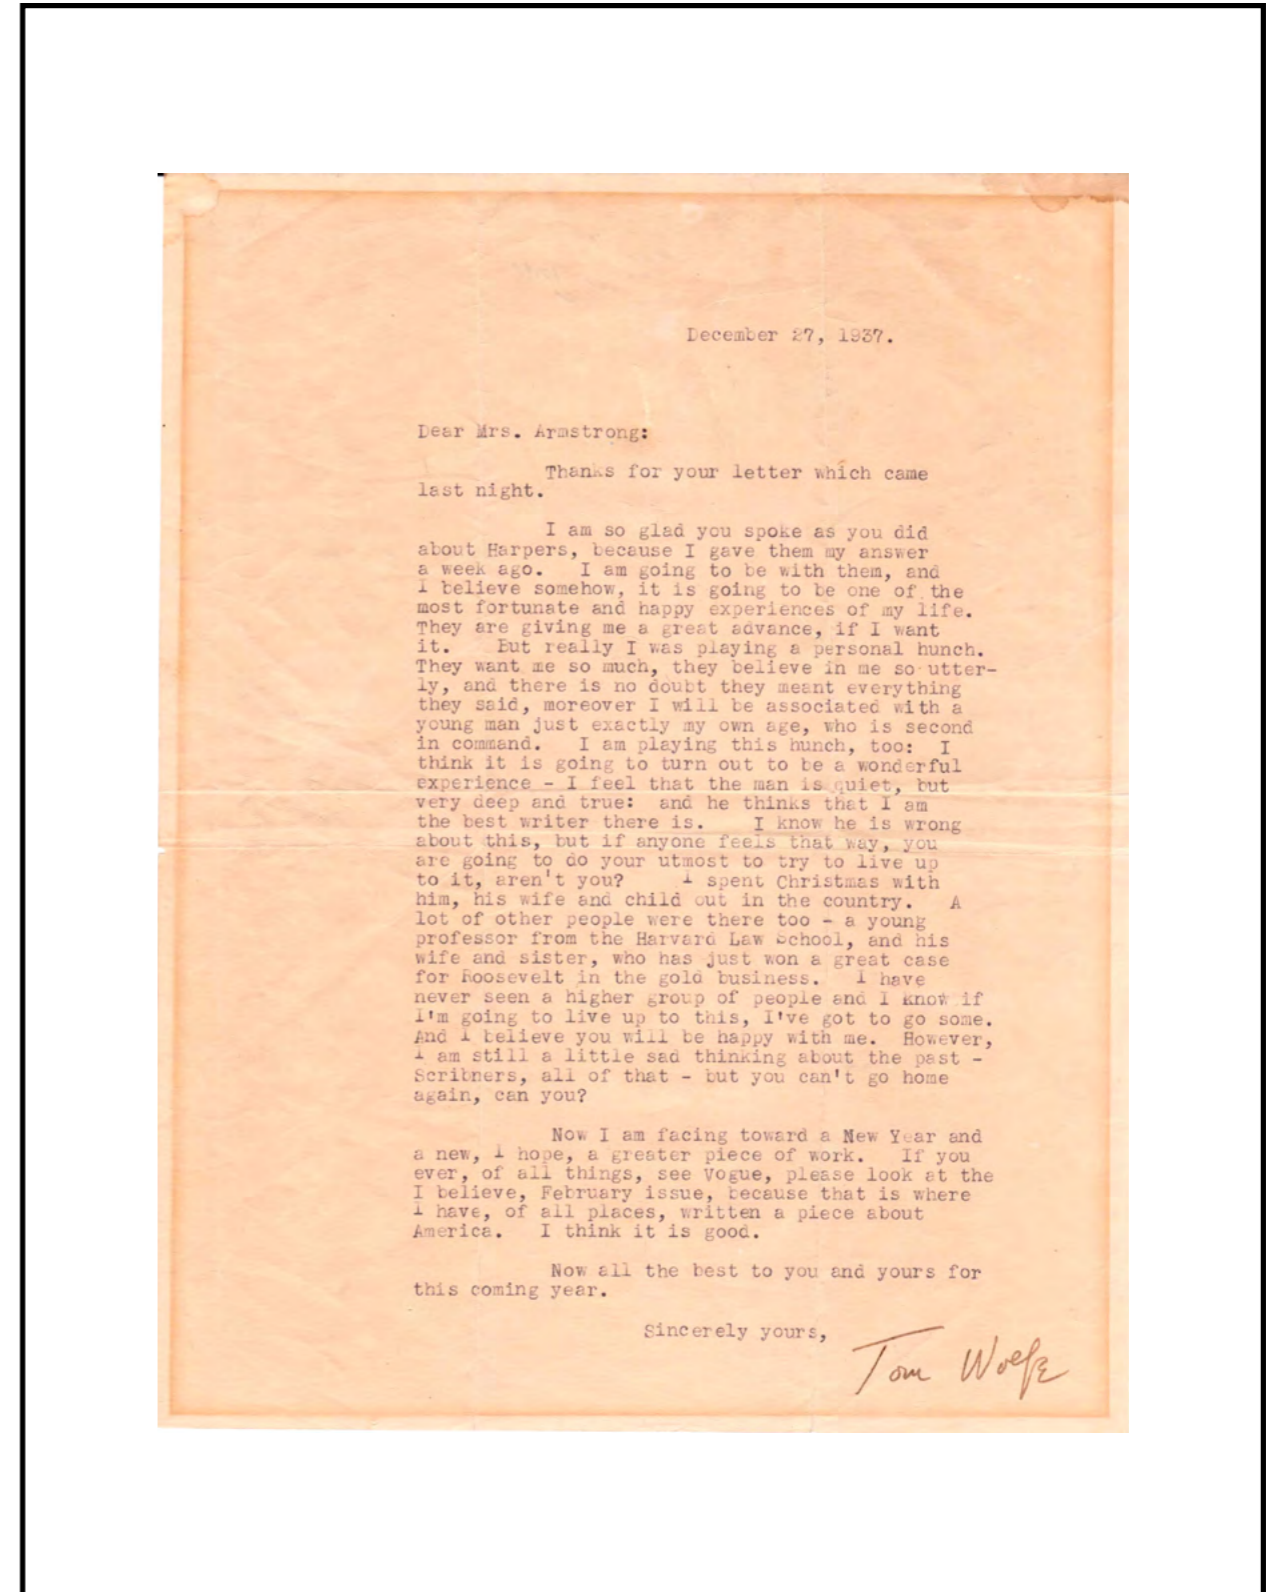 December 27, 1937.
Dear Mrs. Armstrong:
Thanks for your letter which came
last night.
I am so glad you spoke as you did
about Harpers, because I gave them my answer
a week ago. I am going to be with them, and
I believe somehow, it is going to be one of the
most fortunate and happy experiences of my life.
They are giving me a great advance, if I want
it. But really I was playing a personal hunch.
They want me so much, they believe in me so utter-
ly, and there is no doubt they meant everything
they said, moreover I will be associated with a
young man just exactly my own age, who is second
in command. I am playing this hunch, too: I
think it is going to turn out to be a wonderful
experience - I feel that the man is quiet, but
very deep and true: and he thinks that I am
the best writer there is. I know he is wrong
about this, but if anyone feels that way, you
are going to do your utmost to try to live up
to it, aren't you? I spent Christmas with
him, his wife and child out in the country. A
lot of other people were there too - a young
professor from the Harvard Law School, and his
wife and sister, who has just won a great case
for Roosevelt in the gold business. I have
never seen a higher group of people and I know if
I'm going to live up to this, I've got to go some.
And I believe you will be happy with me. However,
I am still a little sad thinking about the past -
Scribners, all of that - but you can't go home
again, can you?
Now I am facing toward a New Year and
a new, I hope, a greater piece of work. If you
ever, of all things, see Vogue, please look at the
I believe, February issue, because that is where
I have, of all places, written a piece about
America. I think it is good.
Now all the best to you and yours for
this coming year.
Sincerely yours,
Tom Wolfe